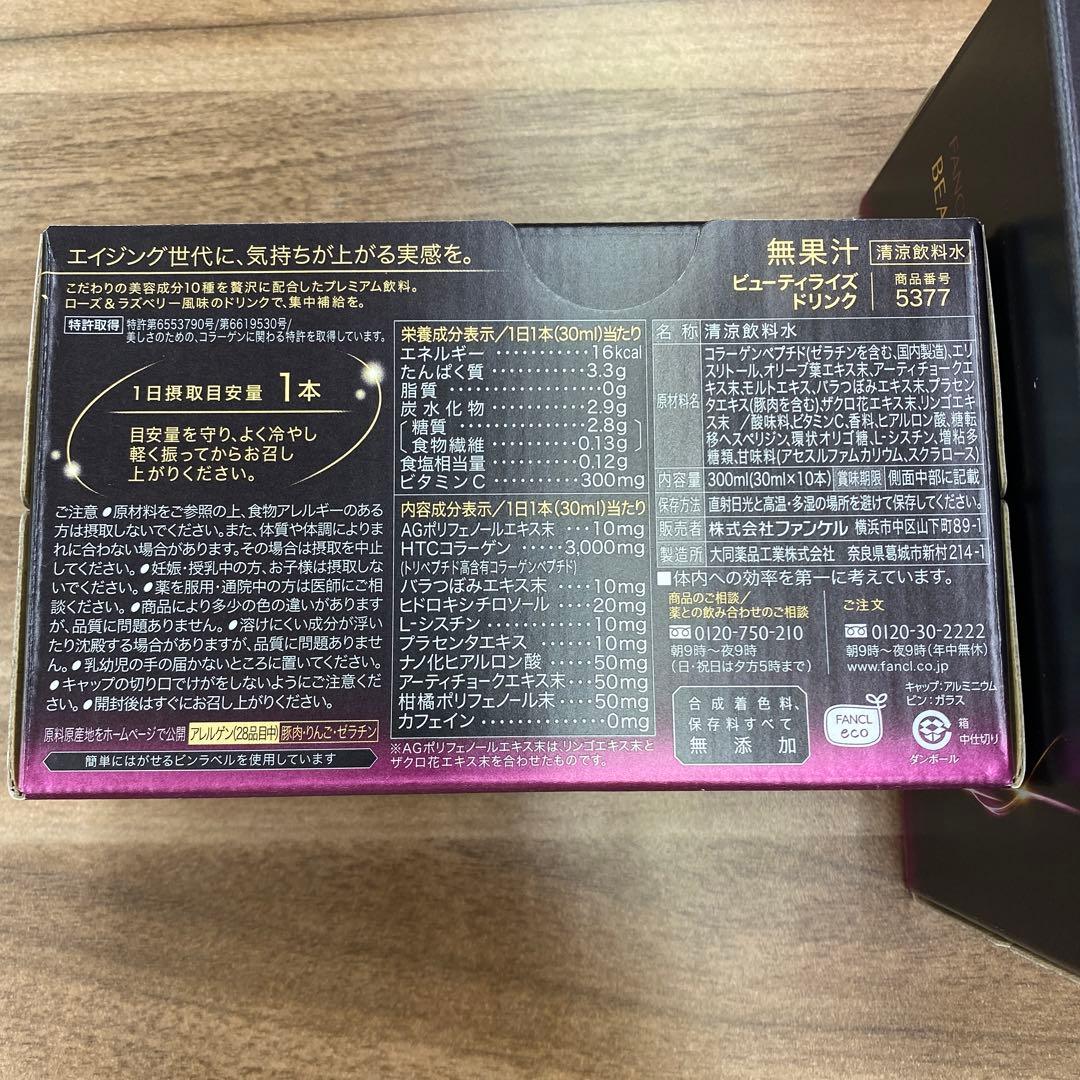 エイジング世代に、気持ちが上がる実感を。
こだわりの美容成分10種を贅沢に配合したプレミアム飲料。
ローズ&ラズベリー風味のドリンクで、集中補給を。
特許取得 特許第6553790号/第6619530号/
美しさのための、コラーゲンに関わる特許を取得しています。
1日摂取目安量 1本
目安量を守り、よく冷やし
軽く振ってからお召し
上がりください。
ご注意 ●原材料をご参照の上、食物アレルギーのある
方は摂取しないでください。また、体質や体調によりま
れに合わない場合があります。その場合は摂取を中止
してください。●妊娠・授乳中の方、お子様は摂取しな
いでください。●薬を服用・通院中の方は医師にご相
談ください。●商品により多少の色の違いがあります
が、品質に問題ありません。●溶けにくい成分が浮い
たり沈殿する場合がありますが、品質に問題ありませ
ん。●乳幼児の手の届かないところに置いてください。
●キャップの切り口でけがをしないようにご注意くだ
さい。●開封後はすぐにお召し上がりください。
原料原産地をホームページで公開 アレルゲン(28品目中) 豚肉・りんご・ゼラチン
簡単にはがせるビンラベルを使用しています
栄養成分表示/1日1本(30ml)当たり
エネルギー ………… 16kcal
たんぱく質 ………… 3.3g
脂質 ………… 0g
炭水化物 ………… 2.9g
糖質 ………… 2.8g
食物繊維 ………… 0.13g
食塩相当量 ………… 0.12g
ビタミンC ………… 300mg
内容成分表示/1日1本(30ml)当たり
AGポリフェノールエキス末 … 10mg
HTCコラーゲン ……… 3,000mg
(トリペプチド高含有コラーゲンペプチド)
バラつぼみエキス末 …… 10mg
ヒドロキシチロソール …… 20mg
L-シスチン ………… 10mg
プラセンタエキス ……… 10mg
ナノ化ヒアルロン酸 …… 50mg
アーティチョークエキス末 … 50mg
柑橘ポリフェノール …… 50mg
カフェイン ………… 0mg
※AGポリフェノールエキス末は、リンゴエキス末と
ザクロ花エキス末を合わせたものです。
無果汁 清涼飲料水
ビューティライズ
ドリンク
商品番号
5377
名称 清涼飲料水
原材料名 コラーゲンペプチド(ゼラチンを含む、国内製造)、エリ
スリトール、オリーブ葉エキス末、アーティチョークエ
キス末、モルトエキス、バラつぼみエキス末、プラセン
タエキス(豚肉を含む)、ザクロ花エキス末、リンゴエキ
ス末/酸味料、ビタミンC、香料、ヒアルロン酸、糖転
移ヘスペリジン、環状オリゴ糖、L-シスチン、増粘多
糖類、甘味料(アセスルファムカリウム、スクラロース)
内容量 300ml(30ml×10本) 賞味期限 側面中部に記載
保存方法 直射日光と高温・多湿の場所を避けて保存してください。
販売者 株式会社ファンケル 横浜市中区山下町89-1
製造所 大同薬品工業株式会社 奈良県葛城市新村214-1
■体内への効率を第一に考えています。
商品のご相談/
薬との飲み合わせのご相談
0120-750-210
朝9時〜夜9時
(日・祝日は夕方5時まで)
ご注文
0120-30-2222
朝9時〜夜9時(年中無休)
www.fancl.co.jp
合成着色料、
保存料すべて
無添加
FANCL
eco
キャップ:アルミニウム
ビン:ガラス
箱
中仕切り
ダンボール
FANC
BEA